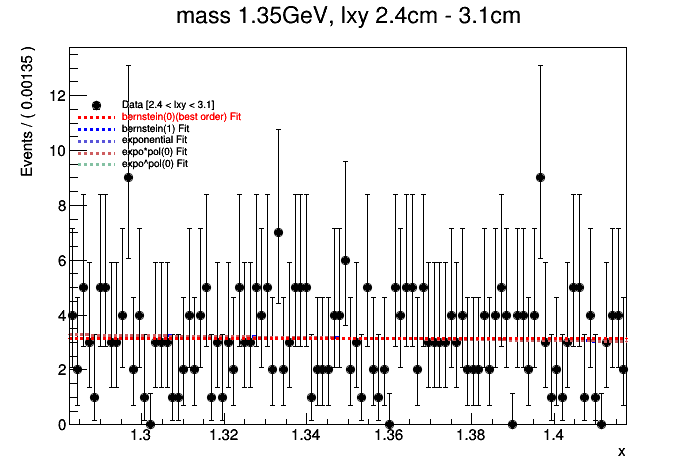 mass 1.35GeV, lxy 2.4cm - 3.1cm
Events / ( 0.00135 )
12
10
8
6
4
2
0
Data [2.4 < lxy < 3.1]
bernstein(0)(best order) Fit
bernstein(1) Fit
exponential Fit
expo*pol(0) Fit
expo^pol(0) Fit
1.3 1.32 1.34 1.36 1.38 1.4
x